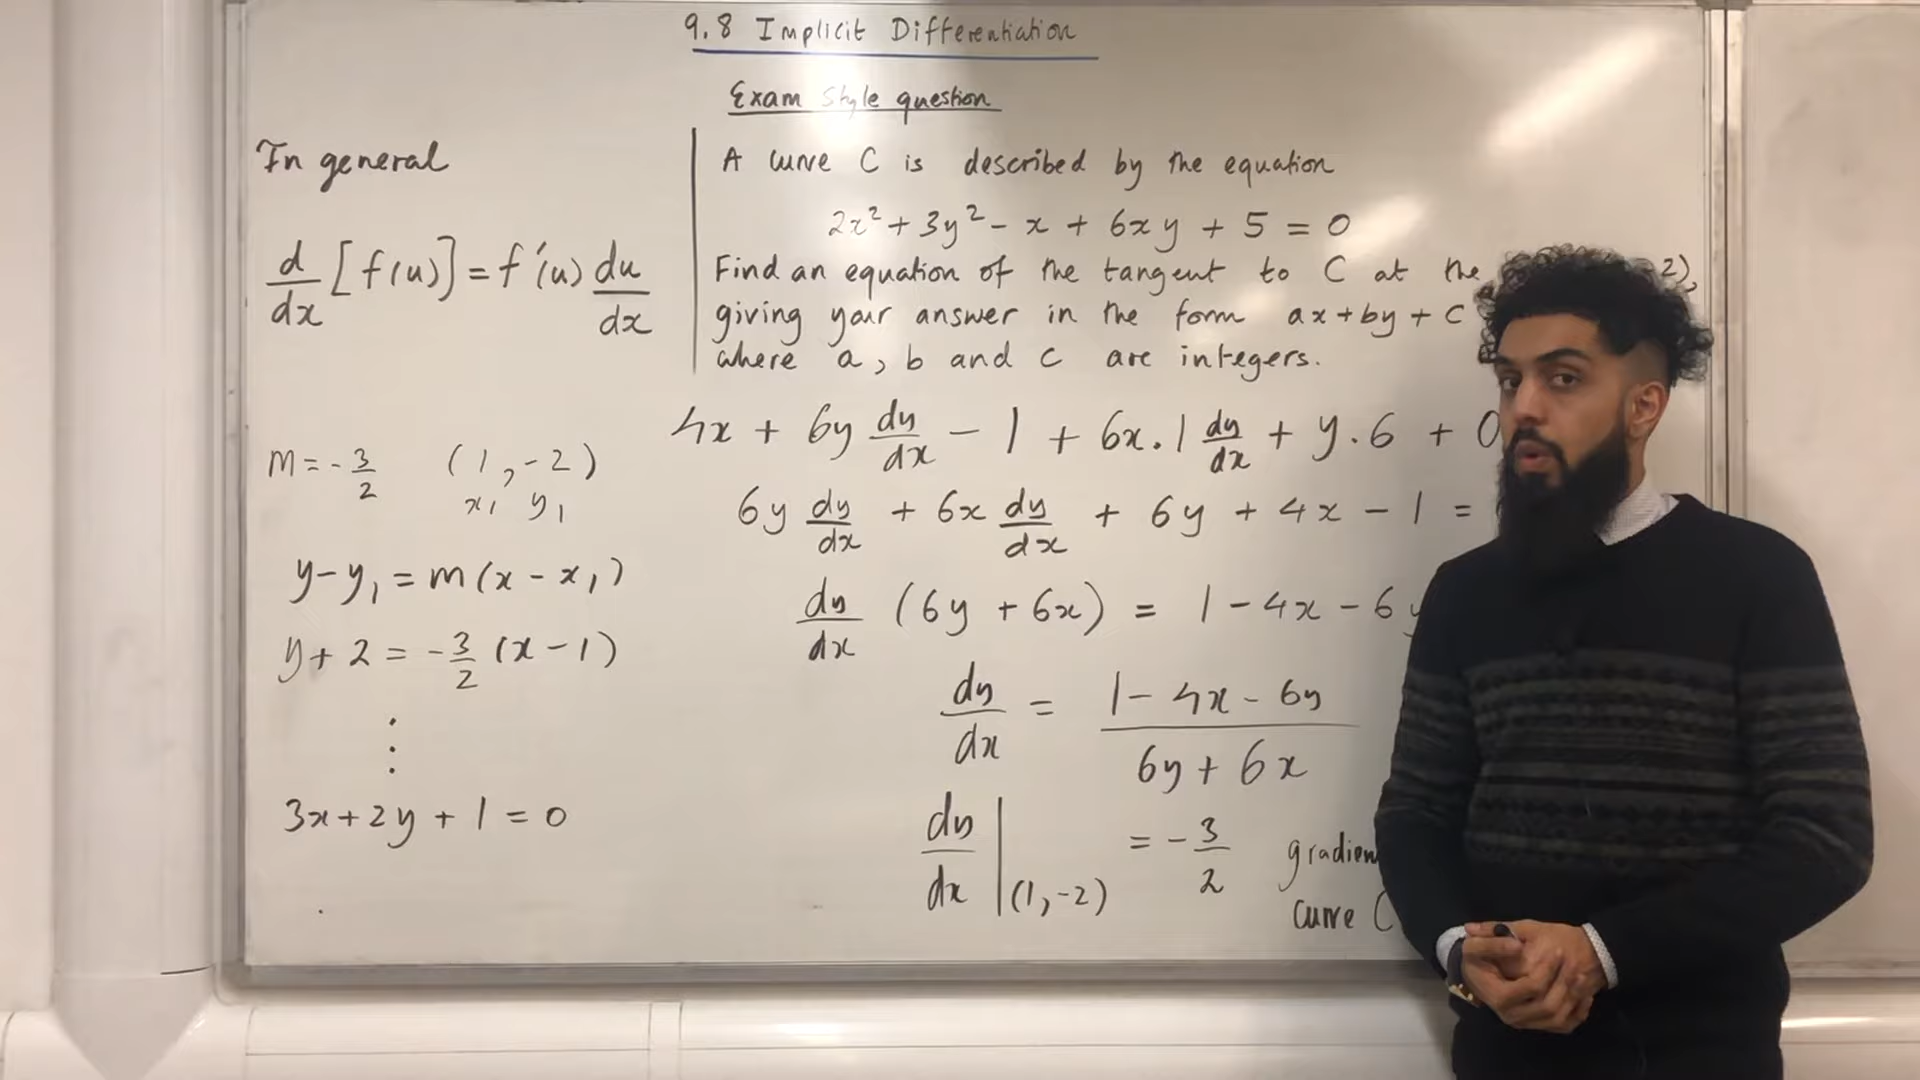 9.8 Implicit Differentiation
Exam style question
In general
d/dx [f(u)] = f'(u) du/dx
A curve C is described by the equation
2x² + 3y² - x + 6xy + 5 = 0
Find an equation of the tangent to C at the 2),
giving your answer in the form ax + by + c
where a, b and c are integers.
4x + 6y dy/dx - 1 + 6x.1 dy/dx + y.6 + 0
6y dy/dx + 6x dy/dx + 6y + 4x - 1 =
dy/dx (6y + 6x) = 1 - 4x - 6y
dy/dx = (1 - 4x - 6y)/(6y + 6x)
dy/dx |(1,-2) = -3/2
curve C
m = -3/2 (1, -2)
x₁ y₁
y - y₁ = m(x - x₁)
y + 2 = -3/2 (x - 1)
⋮
3x + 2y + 1 = 0